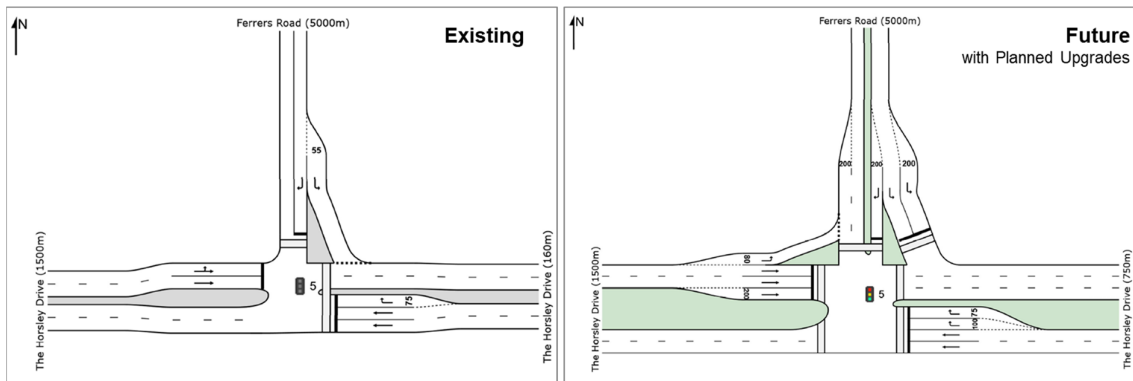 Ferrers Road (5000m)
N
Existing
55
The Horsley Drive (1500m)
5
75
The Horsley Drive (160m)
Ferrers Road (5000m)
N
Future
with Planned Upgrades
200
200
200
The Horsley Drive (1500m)
80
200
5
75
100
The Horsley Drive (750m)